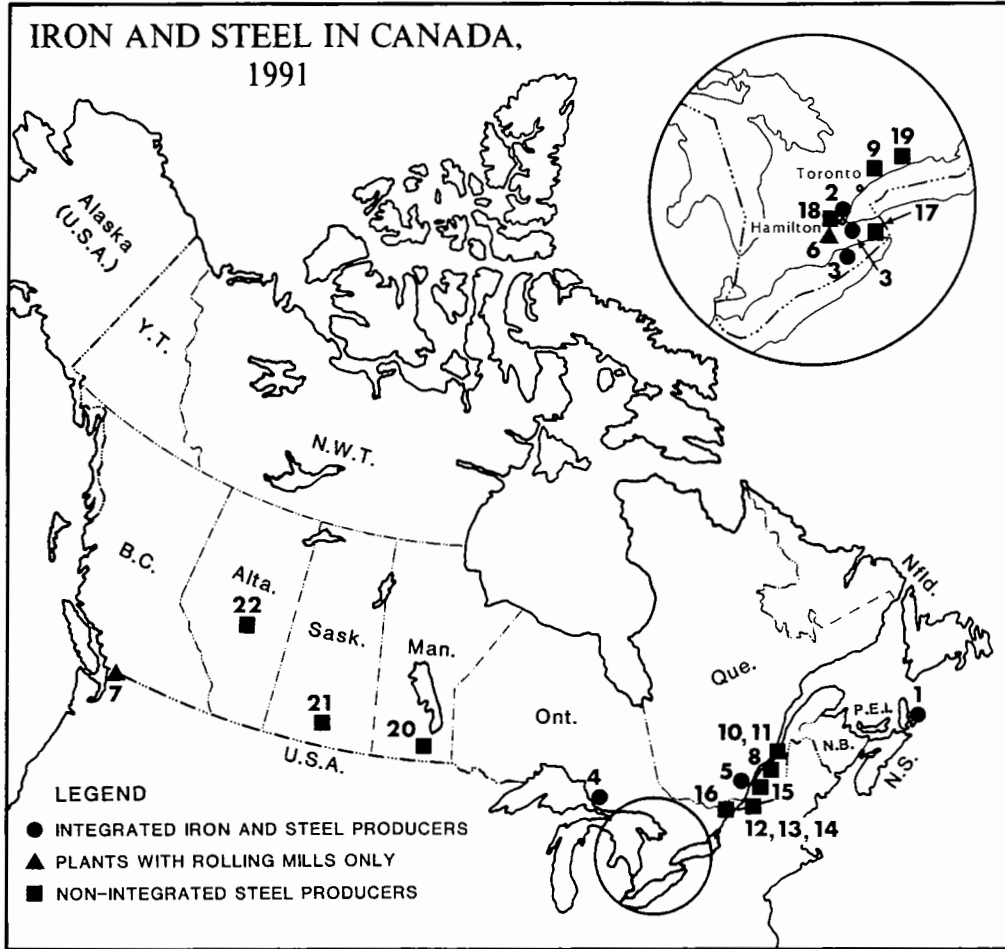 IRON AND STEEL IN CANADA,
1991
Alaska
(U.S.A.)
Y.T.
N.W.T.
B.C.
Alta.
22
Sask.
Man.
21
20
7
U.S.A.
Ont.
Que.
Nfld.
P.E.I.
N.B.
N.S.
1
10, 11
8
5
15
16
12, 13, 14
4
9
19
Toronto
2
18
17
Hamilton
6
3
3
LEGEND
INTEGRATED IRON AND STEEL PRODUCERS
PLANTS WITH ROLLING MILLS ONLY
NON-INTEGRATED STEEL PRODUCERS